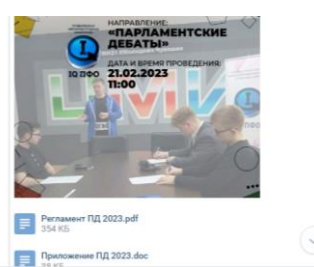 НАПРАВЛЕНИЕ:
«ПАРЛАМЕНТСКИЕ
ДЕБАТЫ»
ДАТА И ВРЕМЯ ПРОВЕДЕНИЯ:
IQ ПФО
21.02.2023
11:00
Регламент ПД 2023.pdf
354 КБ
Приложение ПД 2023.doc